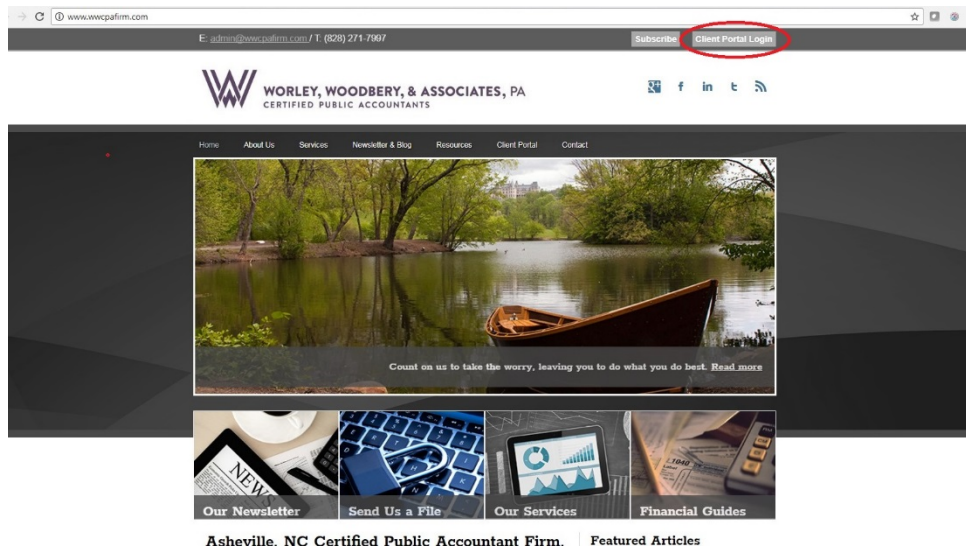 www.wwcpafirm.com
E: admin@wwcpafirm.com / T: (828) 271-7997
Subscribe
Client Portal Login
WORLEY, WOODBERY, & ASSOCIATES, PA
CERTIFIED PUBLIC ACCOUNTANTS
Home About Us Services Newsletter & Blog Resources Client Portal Contact
Count on us to take the worry, leaving you to do what you do best. Read more
NEWS
1040
Our Newsletter
Send Us a File
Our Services
Financial Guides
Asheville, NC Certified Public Accountant Firm.
Featured Articles